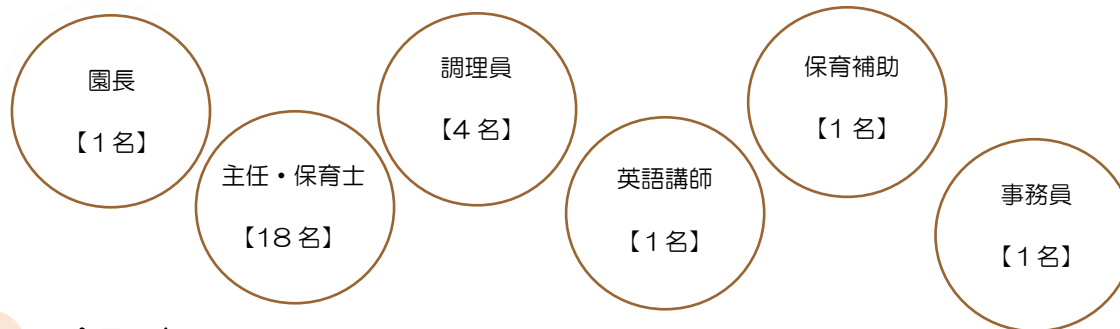 園長
【1名】
主任・保育士
【18名】
調理員
【4名】
英語講師
【1名】
保育補助
【1名】
事務員
【1名】